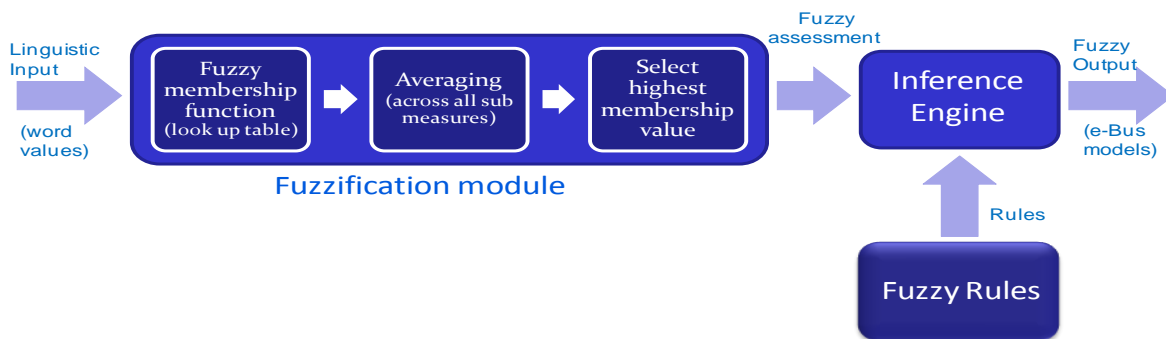 Linguistic
Input
(word
values)
Fuzzy
membership
function
(look up table)
Averaging
(across all sub
measures)
Select
highest
membership
value
Fuzzification module
Fuzzy
assessment
Inference
Engine
Fuzzy
Output
(e-Bus
models)
Rules
Fuzzy Rules